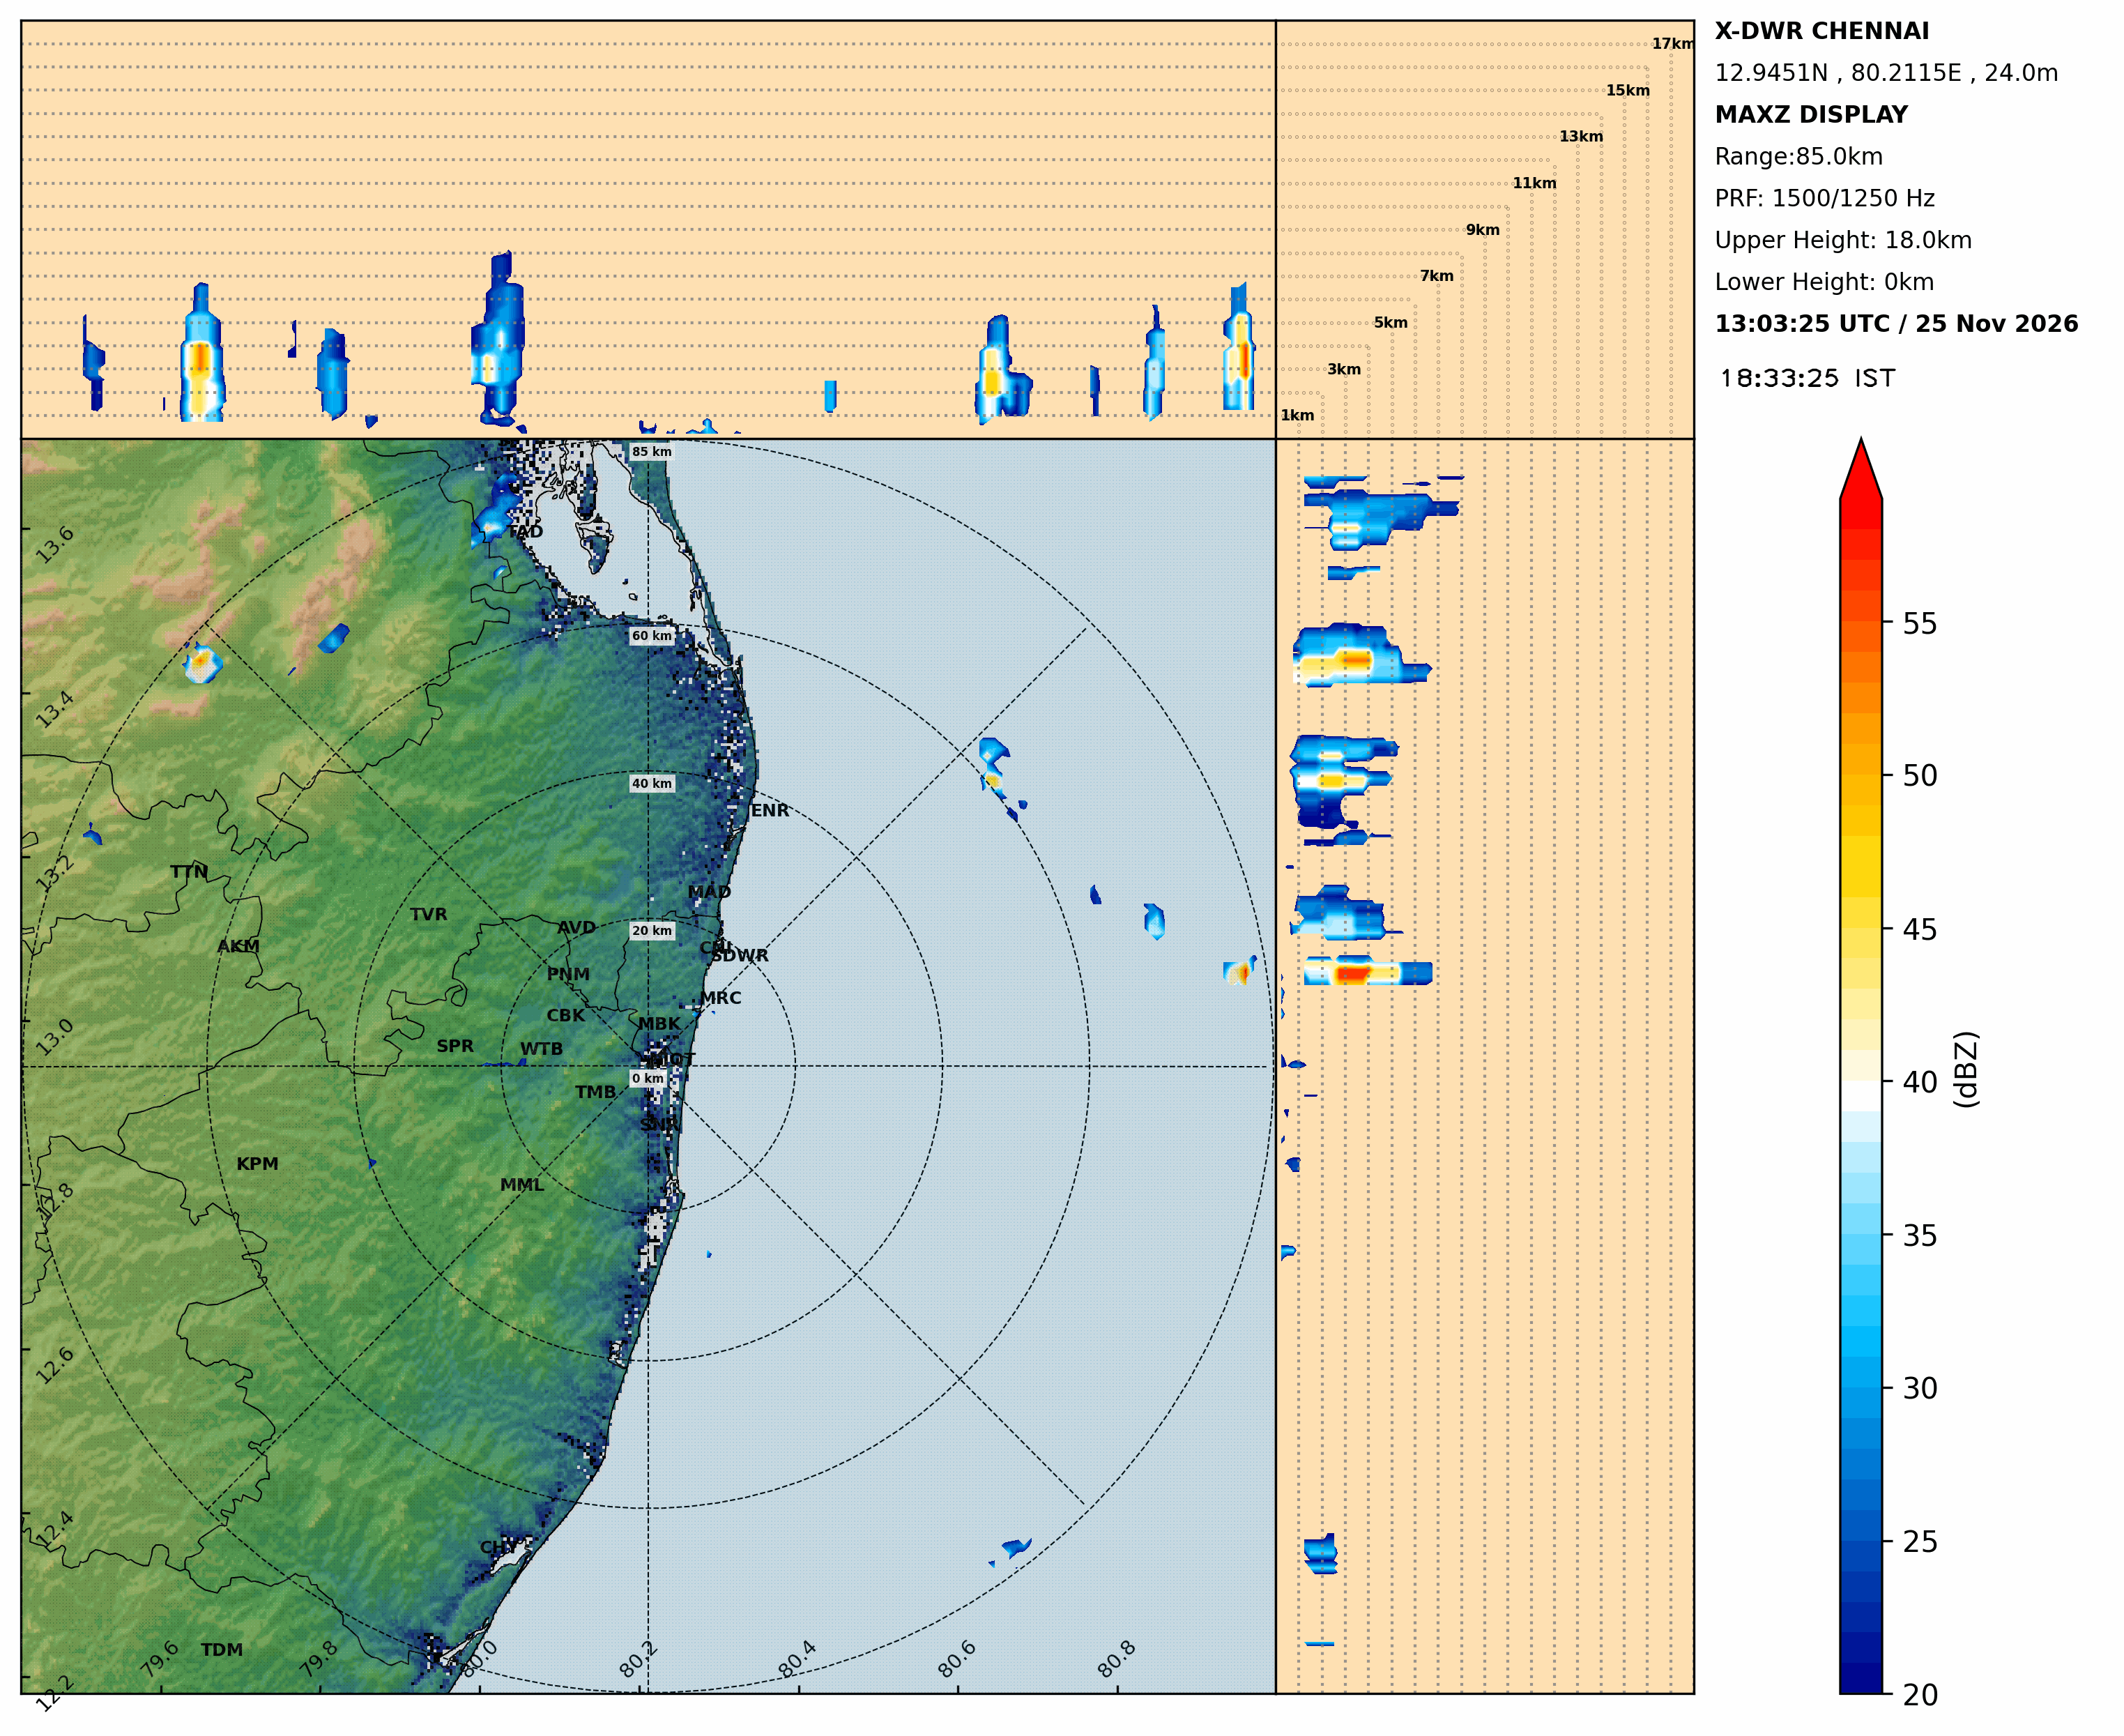 X-DWR CHENNAI
12.9451N , 80.2115E , 24.0m
MAXZ DISPLAY
Range:85.0km
PRF: 1500/1250 Hz
Upper Height: 18.0km
Lower Height: 0km
13:03:25 UTC / 25 Nov 2026
18:33:25 IST
17km
15km
13km
11km
9km
7km
5km
3km
1km
85 km
TAD
13.6
60 km
13.4
40 km
ENR
13.2
TTN
MAD
TVR
AVD
20 km
AKM
SDWR
PNM
MRC
13.0
CBK
MBK
SPR
WTB
0 km
TMB
SNR
KPM
MML
12.8
12.6
12.4
CHY
TDM
12.2
79.6
79.8
80.0
80.2
80.4
80.6
80.8
55
50
45
40
35
30
25
20
(dBZ)